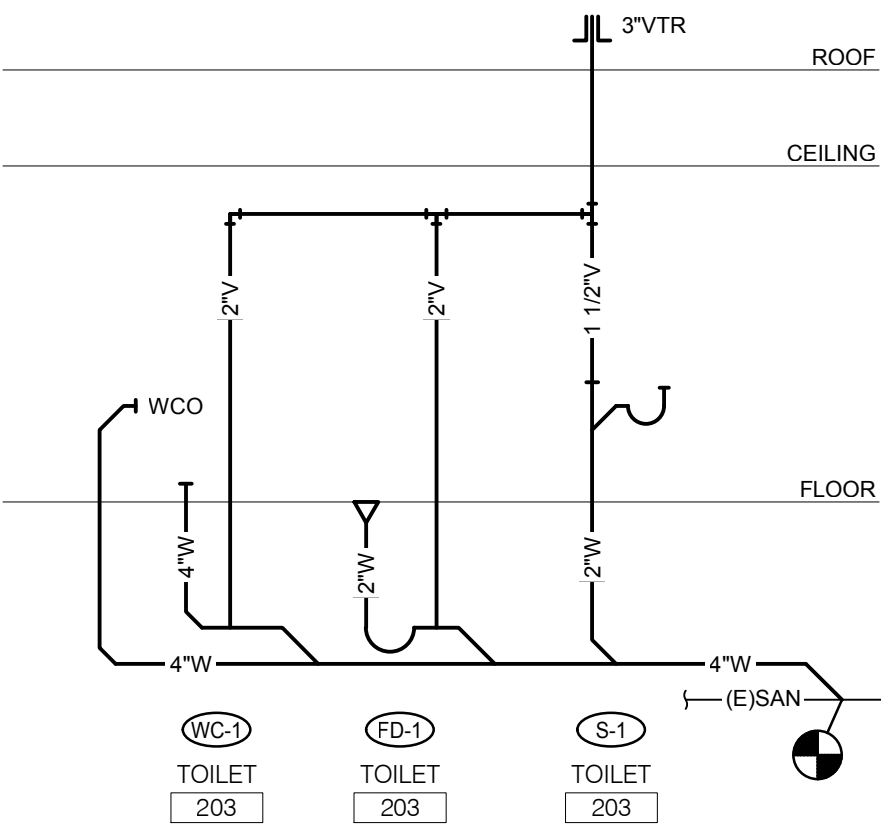 3"VTR
ROOF
CEILING
2"V
2"V
1 1/2"V
WCO
FLOOR
4"W
2"W
2"W
4"W
4"W
(E)SAN
WC-1
FD-1
S-1
TOILET
TOILET
TOILET
203
203
203